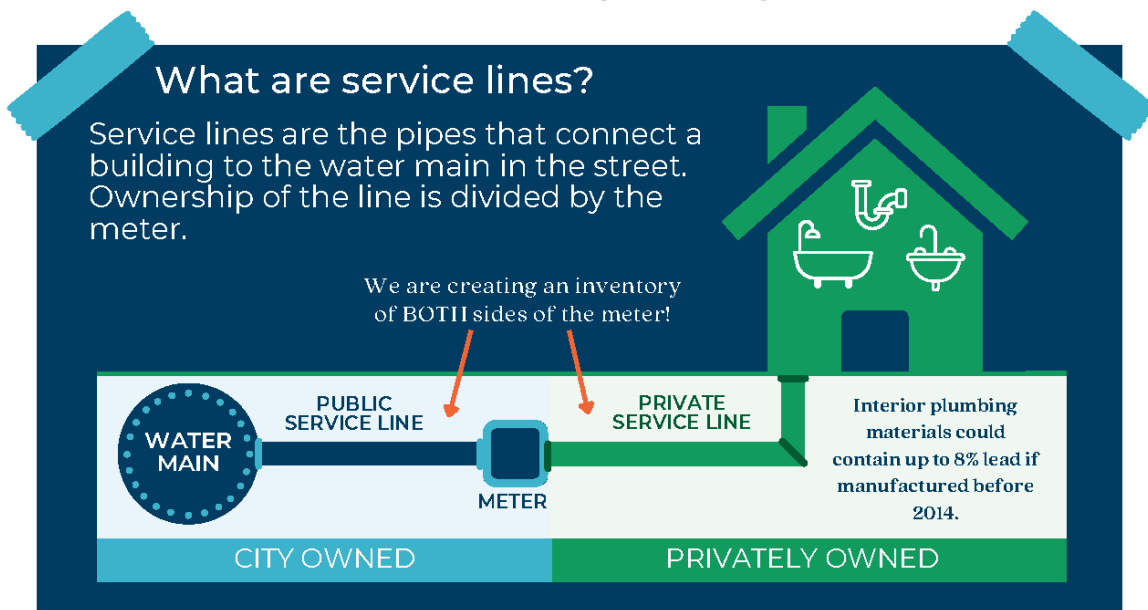 What are service lines?
Service lines are the pipes that connect a
building to the water main in the street.
Ownership of the line is divided by the
meter.
We are creating an inventory
of BOTH sides of the meter!
PUBLIC
SERVICE LINE
PRIVATE
SERVICE LINE
WATER
MAIN
METER
Interior plumbing
materials could
contain up to 8% lead if
manufactured before
2014.
CITY OWNED
PRIVATELY OWNED